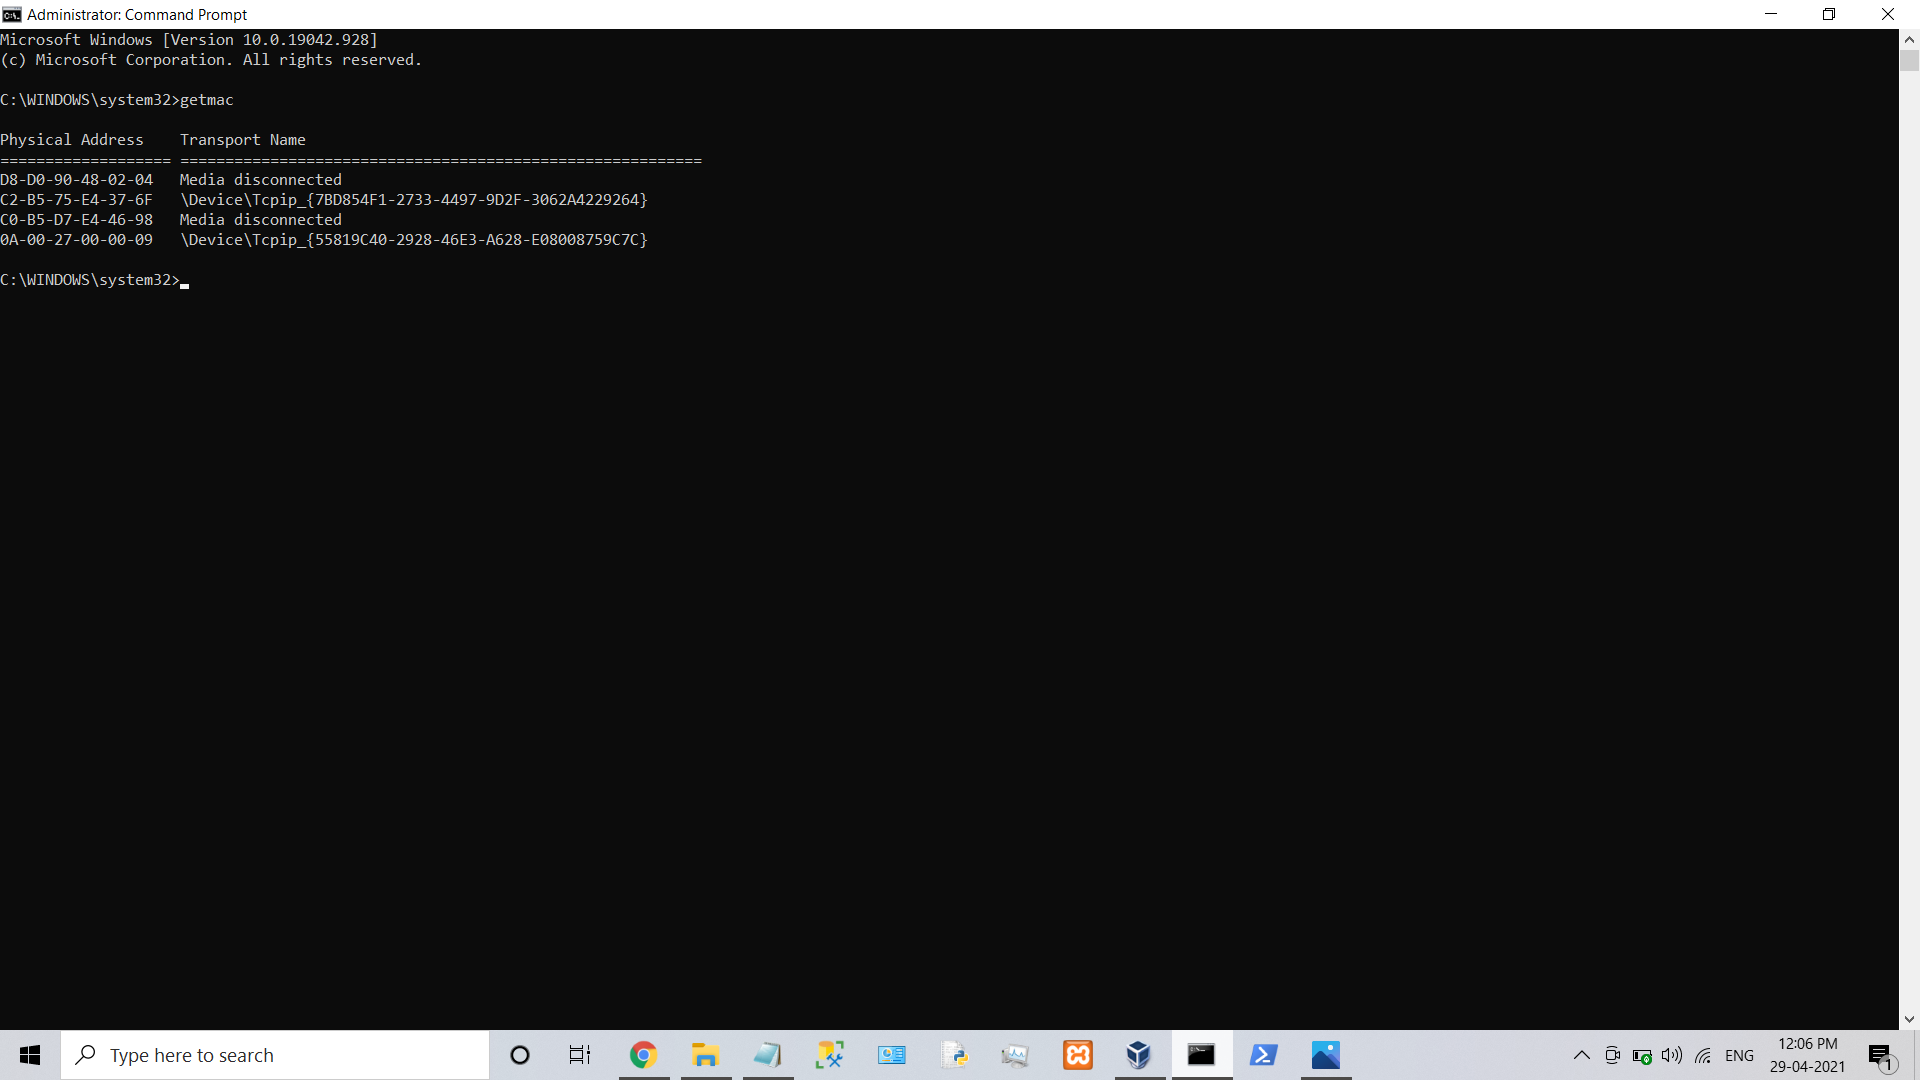 Administrator: Command Prompt
Microsoft Windows [Version 10.0.19042.928]
(c) Microsoft Corporation. All rights reserved.
C:\WINDOWS\system32>getmac
Physical Address    Transport Name
=================== ==========================================================
D8-D0-90-48-02-04   Media disconnected
C2-B5-75-E4-37-6F   \Device\Tcpip_{7BD854F1-2733-4497-9D2F-3062A4229264}
C0-B5-D7-E4-46-98   Media disconnected
0A-00-27-00-00-09   \Device\Tcpip_{55819C40-2928-46E3-A628-E08008759C7C}
C:\WINDOWS\system32>
Type here to search
ENG
12:06 PM
29-04-2021
1